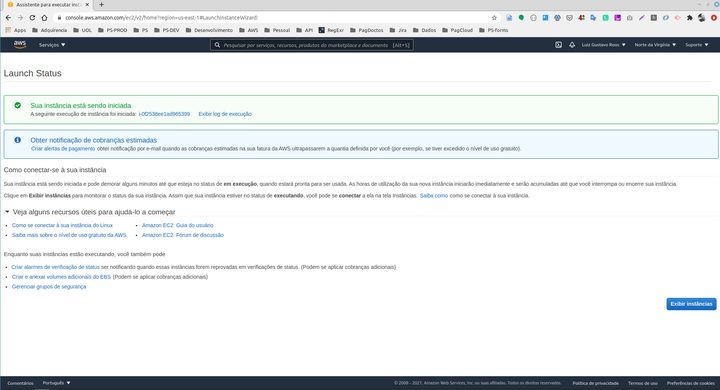 Assistente para executar inst
console.aws.amazon.com/ec2/v2/home?region=us-east-1#LaunchInstanceWizard:
Apps Adquirencia UOL PS-PROD PS PS-DEV Desenvolvimento AWS Pessoal API RegExr PagDoctos Jira Dados PagCloud PS-forms
aws Serviços Pesquisar por serviços, recursos, produtos do marketplace e documento [Alt+S] Luiz Gustavo Norte da Virgínia Suporte
Launch Status
Sua instância está sendo iniciada
A seguinte execução de instância foi iniciada: i-0f2538ee1ad965399 Exibir log de execução
Obter notificação de cobranças estimadas
Criar alertas de pagamento obter notificação por e-mail quando as cobranças estimadas na sua fatura da AWS ultrapassarem a quantia definida por você (por exemplo, se tiver excedido o nível de uso gratuito).
Como conectar-se à sua instância
Sua instância está sendo iniciada e pode demorar alguns minutos até que esteja no status de em execução, quando estará pronta para ser usada. As horas de utilização da sua nova instância iniciarão imediatamente e serão acumuladas até que você interrompa ou encerre sua instância.
Clique em Exibir instâncias para monitorar o status da sua instância. Assim que sua instância estiver no status de executando, você pode se conectar a ela na tela Instâncias. Saiba como como se conectar à sua instância.
Veja alguns recursos úteis para ajudá-lo a começar
Como se conectar à sua instância do Linux
Amazon EC2: Guia do usuário
Saiba mais sobre o nível de uso gratuito da AWS
Amazon EC2: Fórum de discussão
Enquanto suas instâncias estão executando, você também pode
Criar alarmes de verificação de status ser notificando quando essas instâncias forem reprovadas em verificações de status. (Podem se aplicar cobranças adicionais)
Criar e anexar volumes adicionais do EBS (Podem se aplicar cobranças adicionais)
Gerenciar grupos de segurança
Exibir instâncias
Comentários Português © 2008 - 2021, Amazon Web Services, Inc. ou suas afiliadas. Todos os direitos reservados. Política de privacidade Termos de uso Preferências de cookies